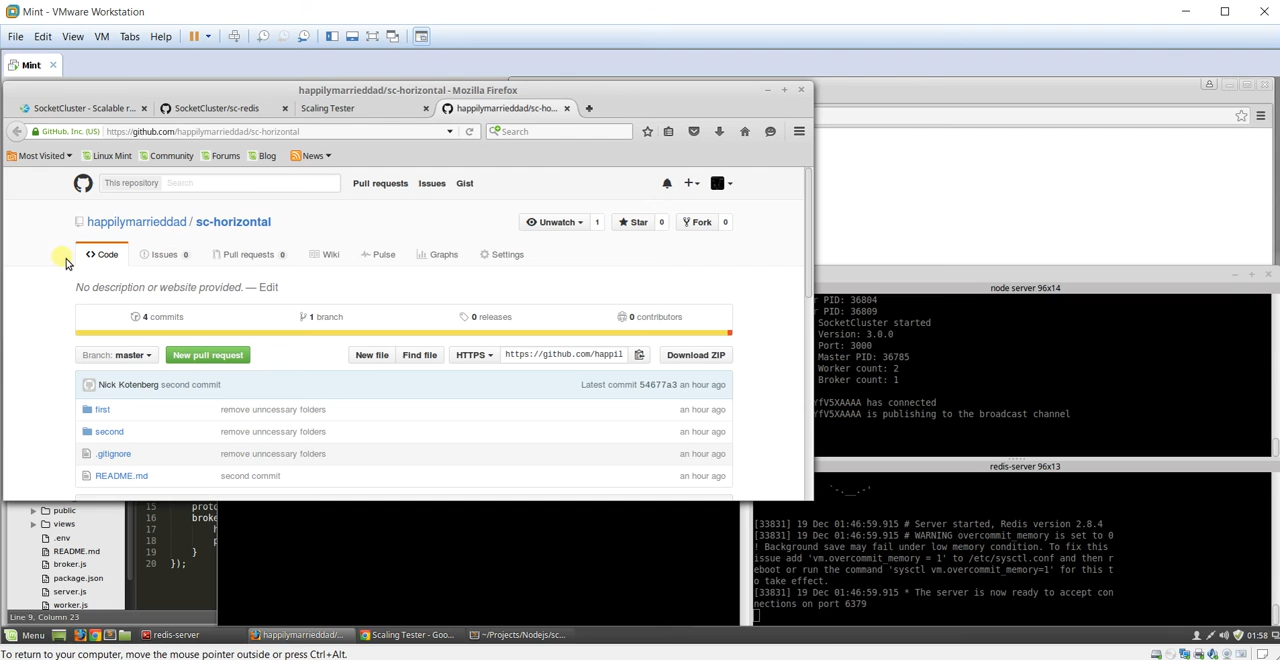 Mint - VMware Workstation
File Edit View VM Tabs Help
Mint
happilymarrieddad/sc-horizontal - Mozilla Firefox
SocketCluster - Scalable r... SocketCluster/sc-redis Scaling Tester happilymarrieddad/sc-ho...
GitHub, Inc. (US) https://github.com/happilymarrieddad/sc-horizontal Search
Most Visited Linux Mint Community Forums Blog News
This repository Search Pull requests Issues Gist
happilymarrieddad / sc-horizontal Unwatch 1 Star 0 Fork 0
Code Issues 0 Pull requests 0 Wiki Pulse Graphs Settings
No description or website provided. — Edit
4 commits 1 branch 0 releases 0 contributors
Branch: master New pull request New file Find file HTTPS https://github.com/happil Download ZIP
Nick Kotenberg second commit Latest commit 54677a3 an hour ago
first remove unncessary folders an hour ago
second remove unncessary folders an hour ago
.gitignore remove unncessary folders an hour ago
README.md second commit an hour ago
node server 96x14
r PID: 36804
r PID: 36809
SocketCluster started
Version: 3.0.0
Port: 3000
Master PID: 36785
Worker count: 2
Broker count: 1
YfV5XAAAA has connected
YfV5XAAAA is publishing to the broadcast channel
redis-server 96x13
`-.__.-'
[33831] 19 Dec 01:46:59.915 # Server started, Redis version 2.8.4
[33831] 19 Dec 01:46:59.915 # WARNING overcommit_memory is set to 0
! Background save may fail under low memory condition. To fix this
issue add 'vm.overcommit_memory = 1' to /etc/sysctl.conf and then r
eboot or run the command 'sysctl vm.overcommit_memory=1' for this t
o take effect.
[33831] 19 Dec 01:46:59.915 * The server is now ready to accept con
nections on port 6379
public
views
.env
README.md
broker.js
package.json
server.js
worker.js
15 proto
16 broke
17 h
18 p
19 }
20 });
Line 9, Column 23
Menu redis-server happilymarrieddad/... Scaling Tester - Goo... ~/Projects/Nodejs/sc... 01:58
To return to your computer, move the mouse pointer outside or press Ctrl+Alt.